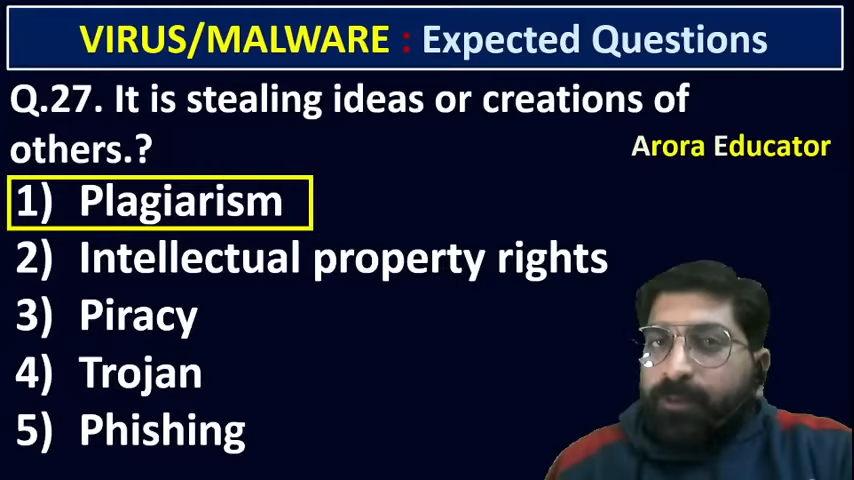 VIRUS/MALWARE : Expected Questions
Q.27. It is stealing ideas or creations of
others.?
Arora Educator
1) Plagiarism
2) Intellectual property rights
3) Piracy
4) Trojan
5) Phishing